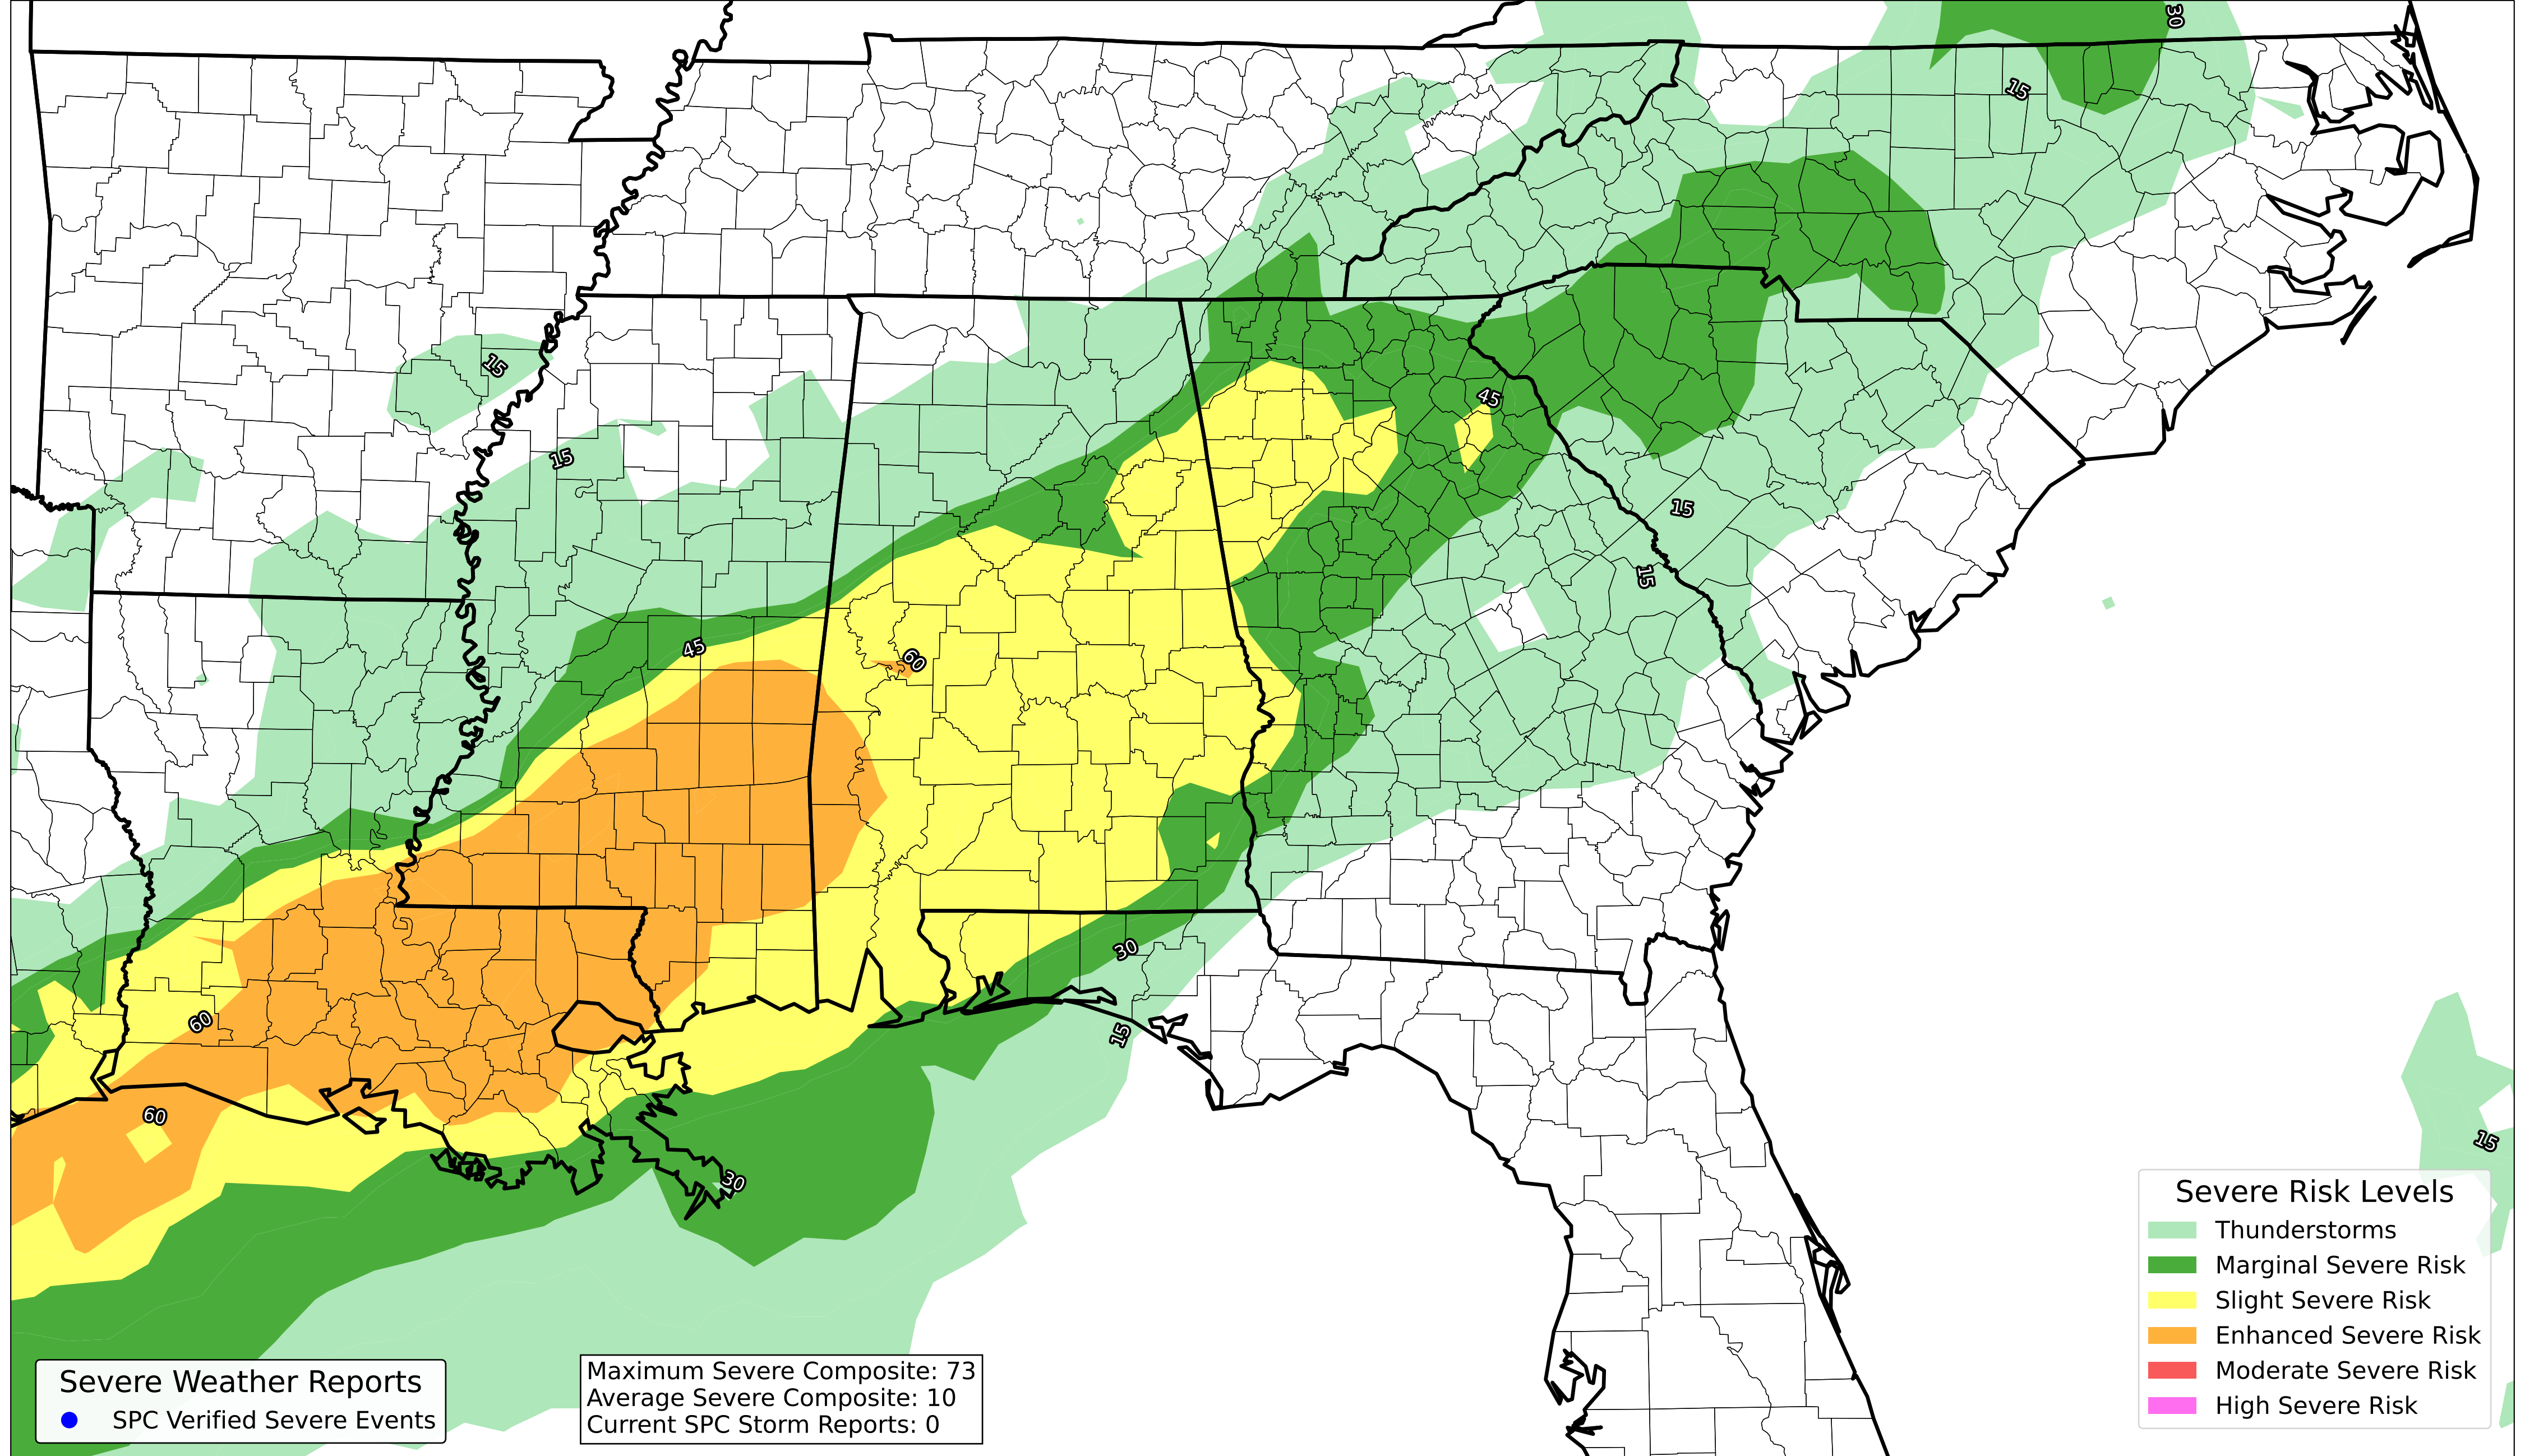 30
15
15
45
15
15
15
45
60
30
60
15
60
15
30
Severe Risk Levels
Thunderstorms
Marginal Severe Risk
Slight Severe Risk
Enhanced Severe Risk
Moderate Severe Risk
High Severe Risk
Maximum Severe Composite: 73
Average Severe Composite: 10
Current SPC Storm Reports: 0
Severe Weather Reports
SPC Verified Severe Events